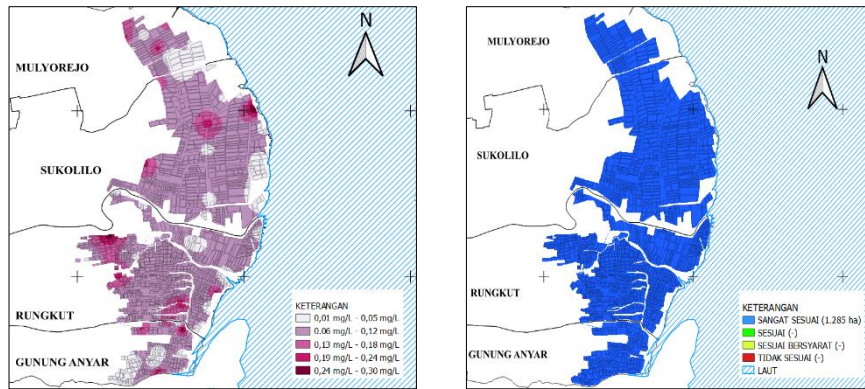 N
MULYOREJO
SUKOLILO
RUNGKUT
GUNUNG ANYAR
KETERANGAN
0,01 mg/L - 0,05 mg/L
0.06 mg/L - 0,12 mg/L
0,13 mg/L - 0,18 mg/L
0,19 mg/L - 0,24 mg/L
0,24 mg/L - 0,30 mg/L
N
MULYOREJO
SUKOLILO
RUNGKUT
GUNUNG ANYAR
KETERANGAN
SANGAT SESUAI (1.285 ha)
SESUAI (-)
SESUAI BERSYARAT (-)
TIDAK SESUAI (-)
LAUT